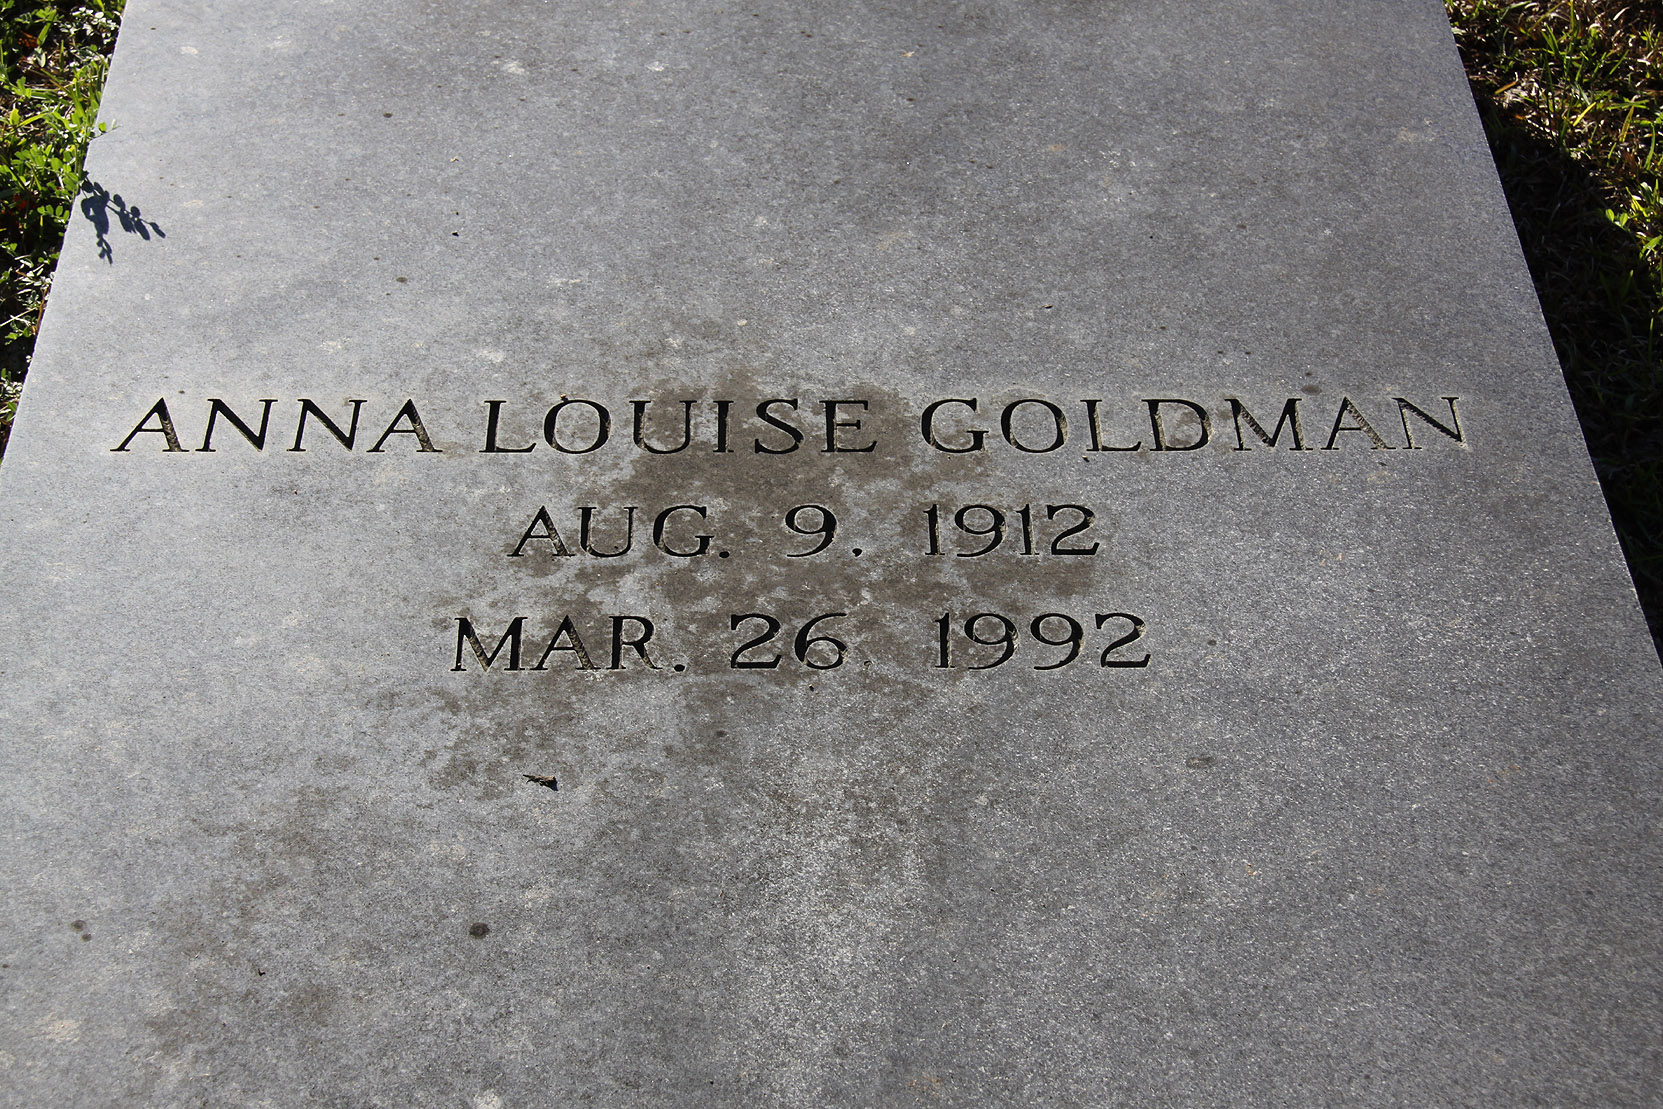 ANNA LOUISE GOLDMAN
AUG. 9, 1912
MAR. 26, 1992